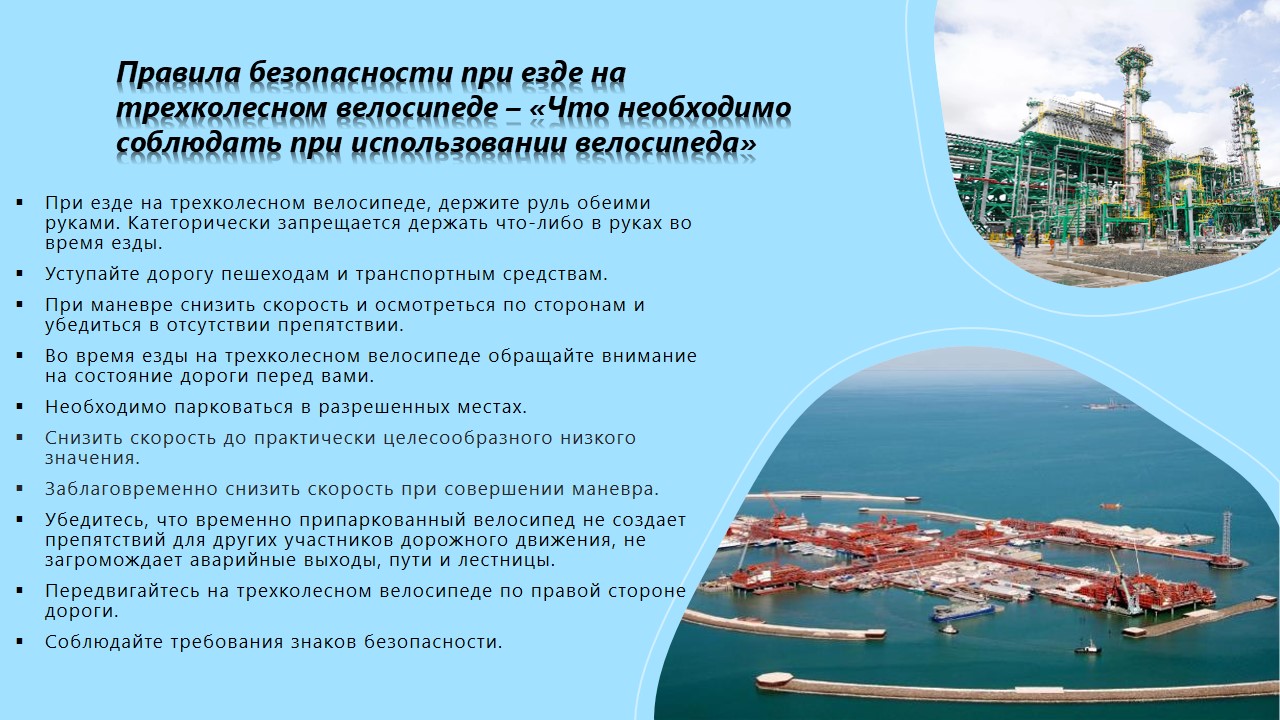 Правила безопасности при езде на
трехколесном велосипеде – «Что необходимо
соблюдать при использовании велосипеда»
▪ При езде на трехколесном велосипеде, держите руль обеими
руками. Категорически запрещается держать что-либо в руках во
время езды.
▪ Уступайте дорогу пешеходам и транспортным средствам.
▪ При маневре снизить скорость и осмотреться по сторонам и
убедиться в отсутствии препятствии.
▪ Во время езды на трехколесном велосипеде обращайте внимание
на состояние дороги перед вами.
▪ Необходимо парковаться в разрешенных местах.
▪ Снизить скорость до практически целесообразного низкого
значения.
▪ Заблаговременно снизить скорость при совершении маневра.
▪ Убедитесь, что временно припаркованный велосипед не создает
препятствий для других участников дорожного движения, не
загромождает аварийные выходы, пути и лестницы.
▪ Передвигайтесь на трехколесном велосипеде по правой стороне
дороги.
▪ Соблюдайте требования знаков безопасности.